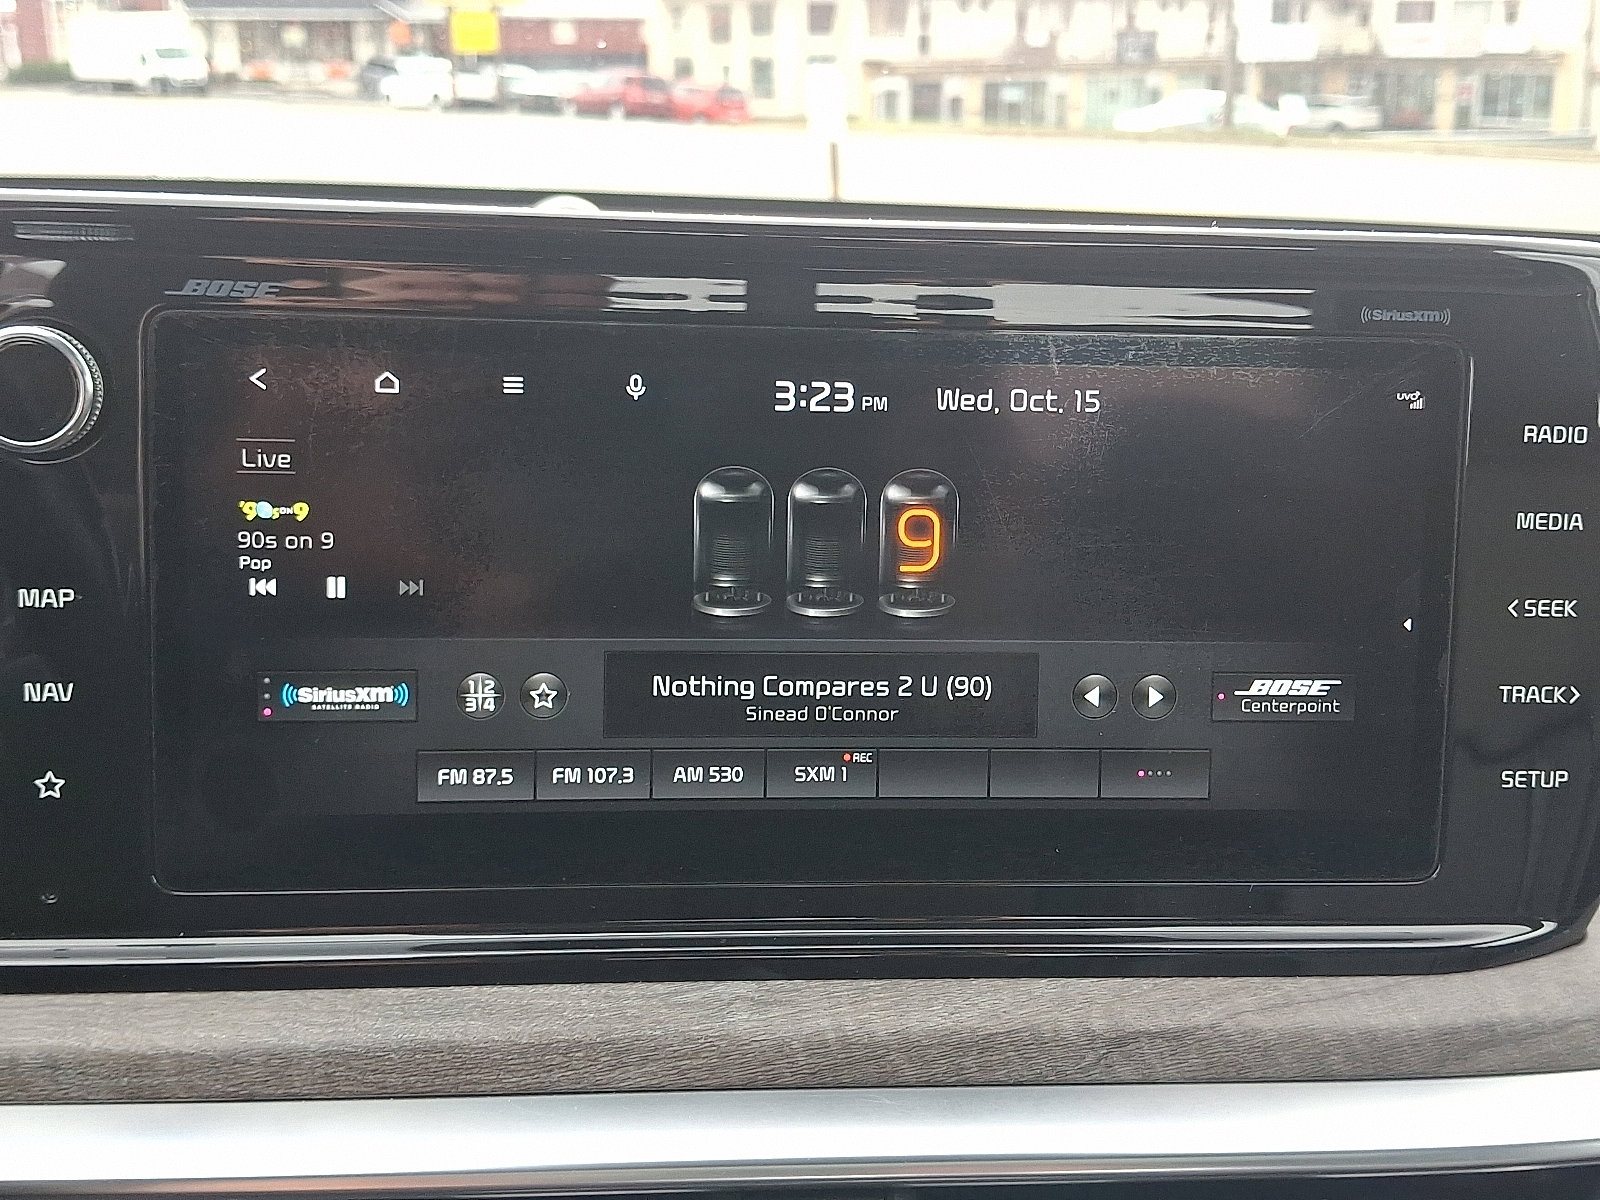 BOSE
((SiriusXM))
3:23 PM
Wed, Oct. 15
UVO
RADIO
Live
'90s ON 9
90s on 9
Pop
9
MEDIA
MAP
< SEEK
NAV
((SiriusXM))
SATELLITE RADIO
1 2
3 4
Nothing Compares 2 U (90)
Sinead O'Connor
BOSE
Centerpoint
TRACK >
FM 87.5
FM 107.3
AM 530
SXM 1
REC
SETUP